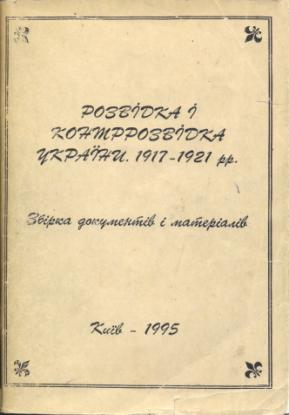 РОЗВІДКА І
КОНТРРОЗВІДКА
УКРАЇНИ. 1917-1921 рр.
Збірка документів і матеріалів
Київ - 1995